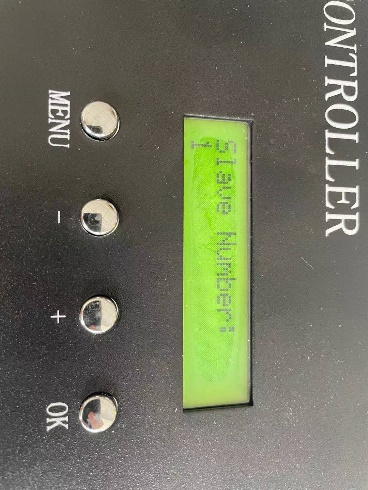 CONTROLLER
Slave Number:
1
MENU
-
+
OK